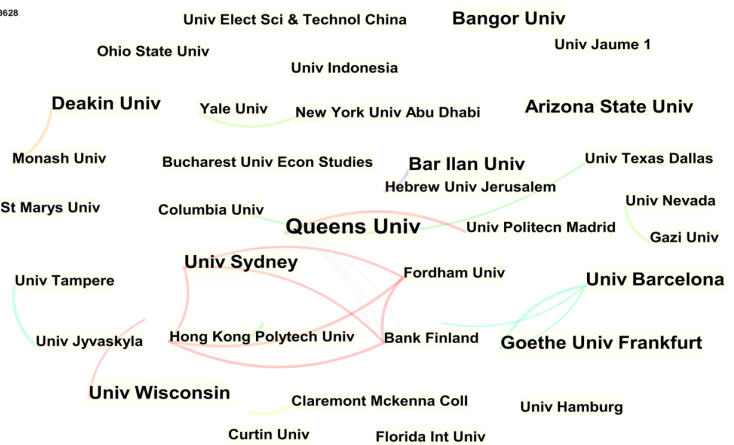 3628
Univ Elect Sci & Technol China
Bangor Univ
Univ Jaume 1
Ohio State Univ
Univ Indonesia
Deakin Univ
Yale Univ
New York Univ Abu Dhabi
Arizona State Univ
Monash Univ
Bucharest Univ Econ Studies
Bar Ilan Univ
Univ Texas Dallas
Hebrew Univ Jerusalem
St Marys Univ
Columbia Univ
Univ Nevada
Queens Univ
Univ Politecn Madrid
Gazi Univ
Univ Sydney
Fordham Univ
Univ Tampere
Univ Barcelona
Univ Jyvaskyla
Hong Kong Polytech Univ
Bank Finland
Goethe Univ Frankfurt
Univ Wisconsin
Claremont Mckenna Coll
Univ Hamburg
Curtin Univ
Florida Int Univ